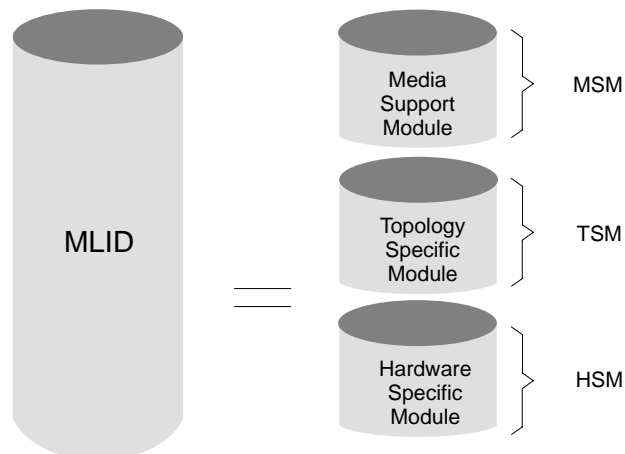 MLID
Media
Support
Module
MSM
Topology
Specific
Module
TSM
Hardware
Specific
Module
HSM